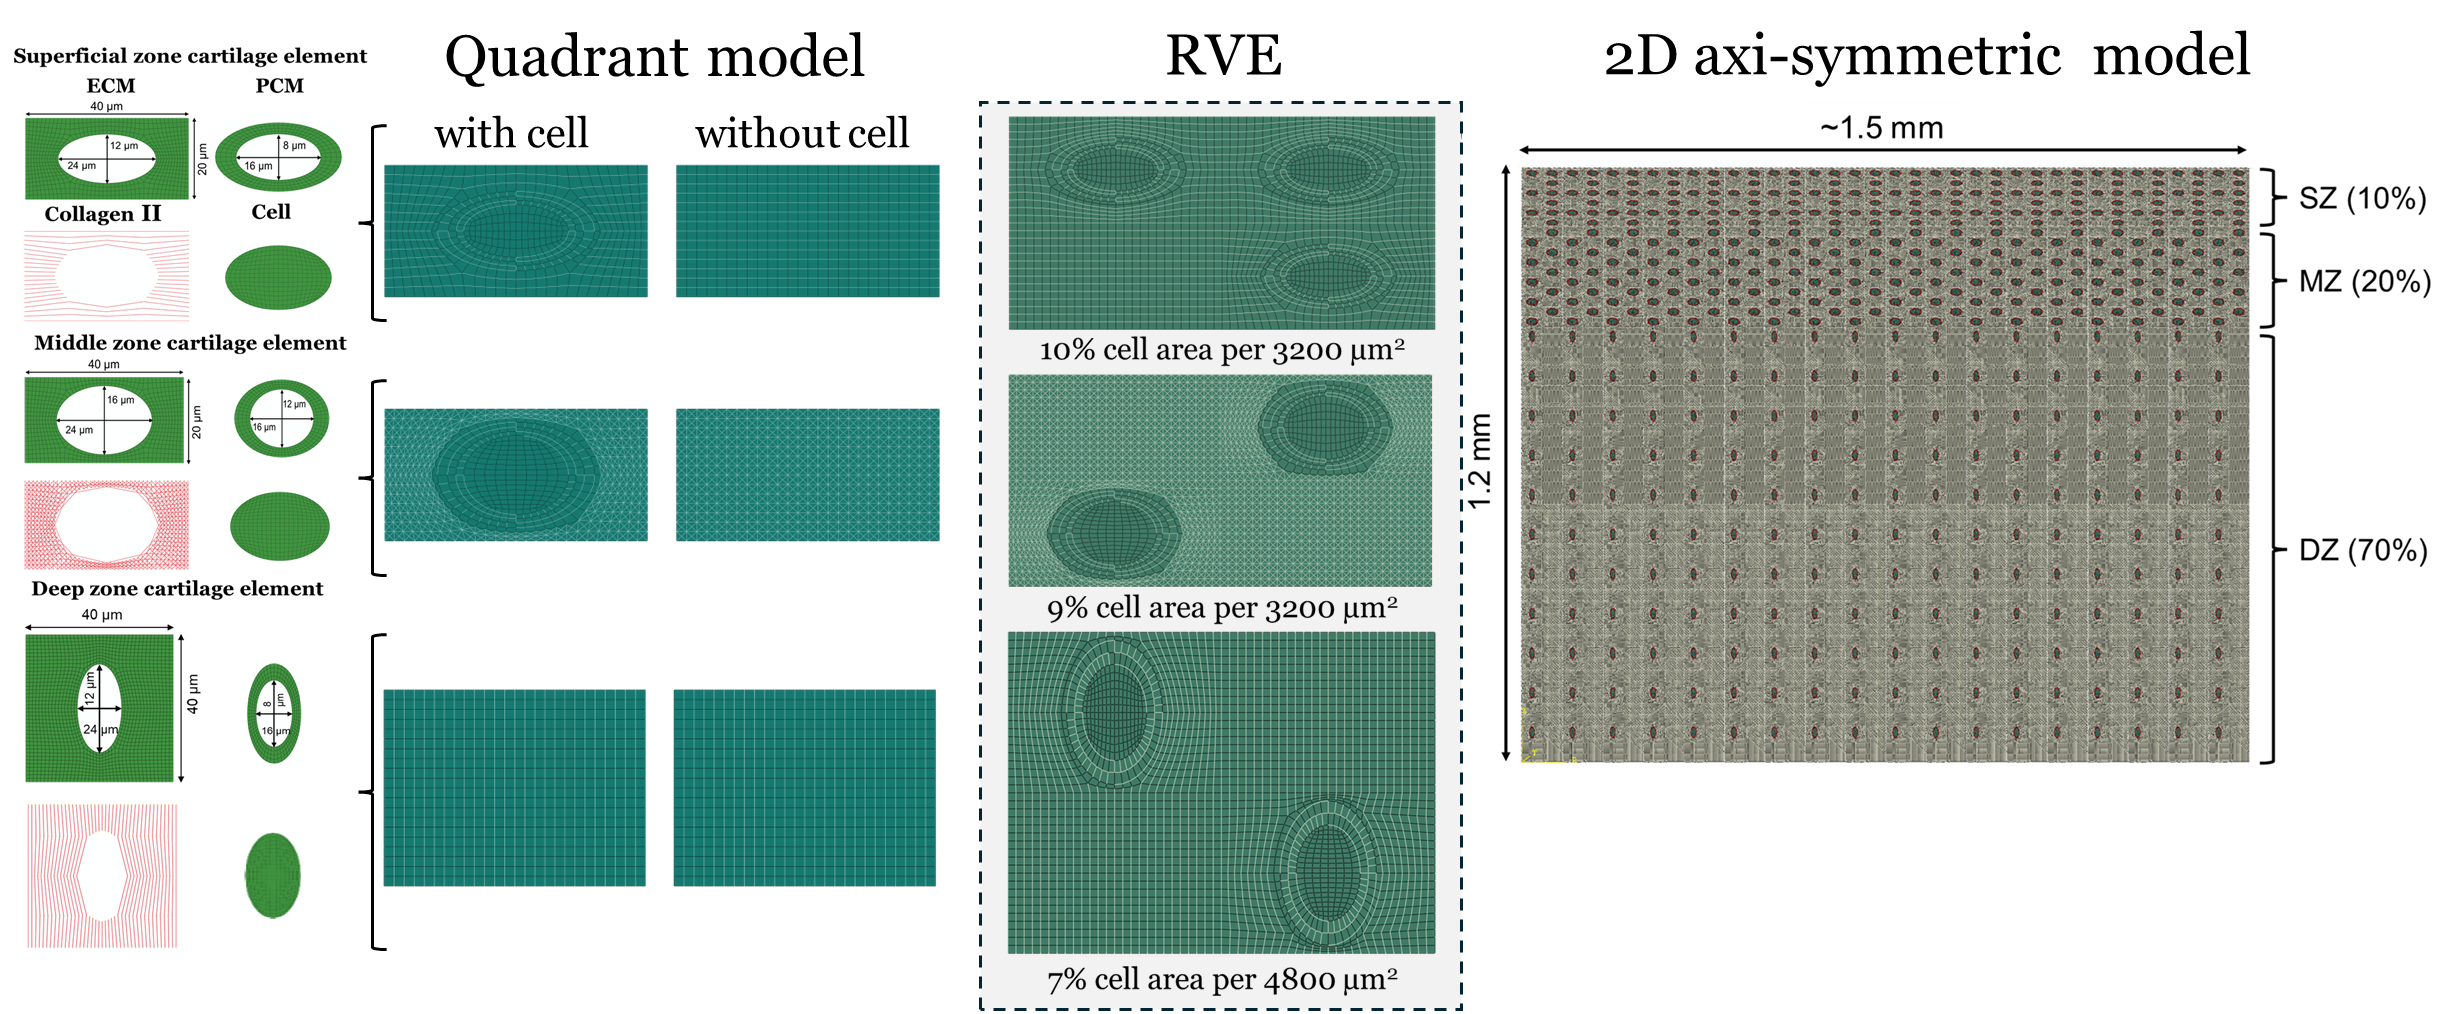 Quadrant model
RVE
2D axi-symmetric model
Superficial zone cartilage element
ECM
PCM
40 µm
12 µm
24 µm
20 µm
8 µm
16 µm
Collagen II
Cell
with cell
without cell
Middle zone cartilage element
40 µm
16 µm
24 µm
20 µm
12 µm
16 µm
Deep zone cartilage element
40 µm
12 µm
24 µm
40 µm
8 µm
16 µm
10% cell area per 3200 µm²
9% cell area per 3200 µm²
7% cell area per 4800 µm²
~1.5 mm
1.2 mm
SZ (10%)
MZ (20%)
DZ (70%)